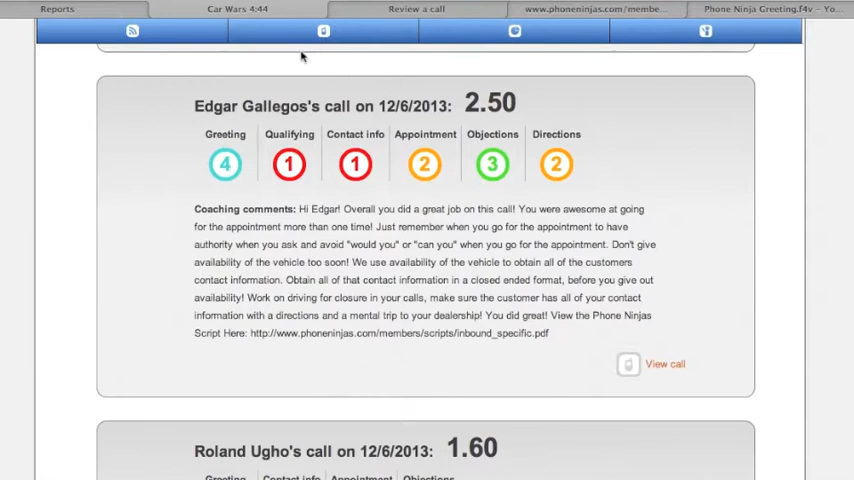 Reports
Car Wars 4:44
Review a call
www.phoneninjas.com/membe...
Phone Ninja Greeting.f4v – Yo...
Edgar Gallegos's call on 12/6/2013: 2.50
Greeting Qualifying Contact info Appointment Objections Directions
4 1 1 2 3 2
Coaching comments: Hi Edgar! Overall you did a great job on this call! You were awesome at going
for the appointment more than one time! Just remember when you go for the appointment to have
authority when you ask and avoid "would you" or "can you" when you go for the appointment. Don't give
availability of the vehicle too soon! We use availability of the vehicle to obtain all of the customers
contact information. Obtain all of that contact information in a closed ended format, before you give out
availability! Work on driving for closure in your calls, make sure the customer has all of your contact
information with a directions and a mental trip to your dealership! You did great! View the Phone Ninjas
Script Here: http://www.phoneninjas.com/members/scripts/inbound_specific.pdf
View call
Roland Ugho's call on 12/6/2013: 1.60
Greeting Contact info Appointment Objections